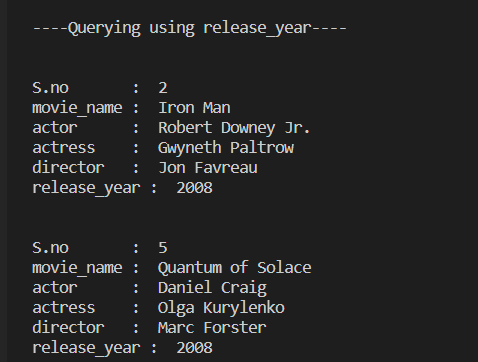 ----Querying using release_year----
S.no       :  2
movie_name :  Iron Man
actor      :  Robert Downey Jr.
actress    :  Gwyneth Paltrow
director   :  Jon Favreau
release_year :  2008
S.no       :  5
movie_name :  Quantum of Solace
actor      :  Daniel Craig
actress    :  Olga Kurylenko
director   :  Marc Forster
release_year :  2008